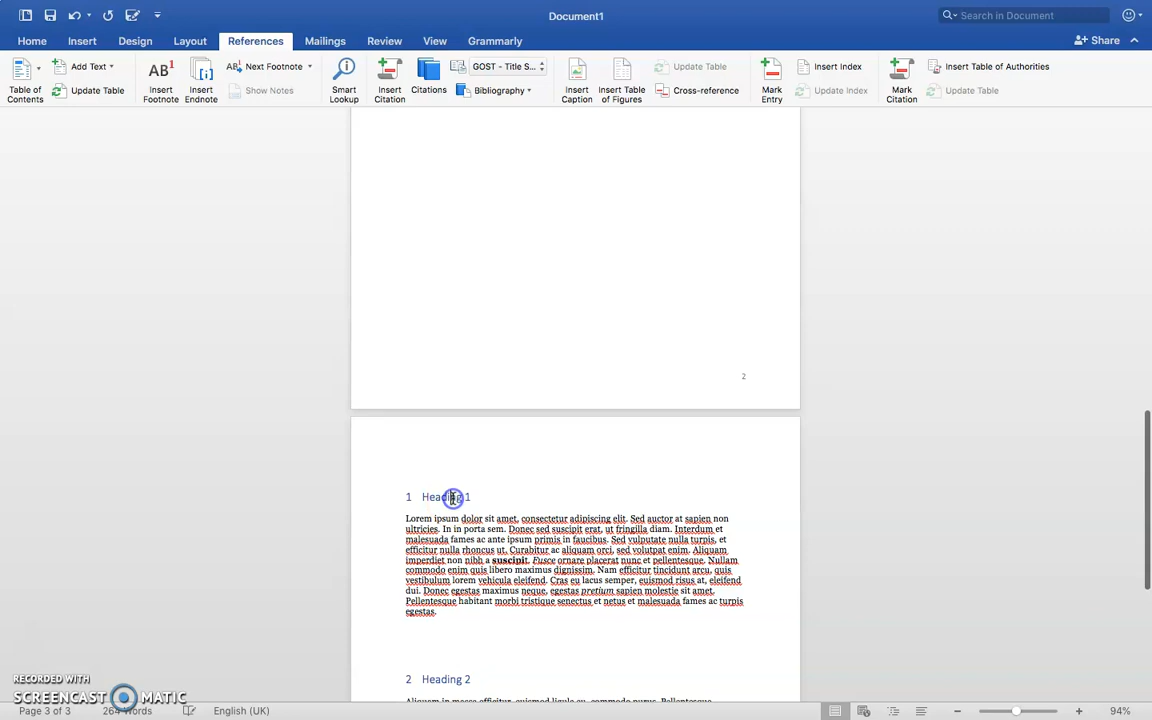 Document1
Search in Document
Home Insert Design Layout References Mailings Review View Grammarly
Share
Table of Contents
Add Text
Update Table
Insert Footnote
Insert Endnote
Next Footnote
Show Notes
Smart Lookup
Insert Citation
Citations
GOST - Title S...
Bibliography
Insert Caption
Insert Table of Figures
Update Table
Cross-reference
Mark Entry
Insert Index
Update Index
Mark Citation
Insert Table of Authorities
Update Table
2
1 Heading 1
Lorem ipsum dolor sit amet, consectetur adipiscing elit. Sed auctor at sapien non
ultricies. In in porta sem. Donec sed suscipit erat, ut fringilla diam. Interdum et
malesuada fames ac ante ipsum primis in faucibus. Sed vulputate nulla turpis, et
efficitur nulla rhoncus ut. Curabitur ac aliquam orci, sed volutpat enim. Aliquam
imperdiet non nibh a suscipit. Fusce ornare placerat nunc et pellentesque. Nullam
commodo enim quis libero maximus dignissim. Nam efficitur tincidunt arcu, quis
vestibulum lorem vehicula eleifend. Cras eu lacus semper, euismod risus at, eleifend
dui. Donec egestas maximus neque, egestas pretium sapien molestie sit amet.
Pellentesque habitant morbi tristique senectus et netus et malesuada fames ac turpis
egestas.
2 Heading 2
Aliquam in massa efficitur, euismod ligula eu, commodo purus. Pellentesque
RECORDED WITH
SCREENCAST MATIC
Page 3 of 3 264 Words English (UK) 94%